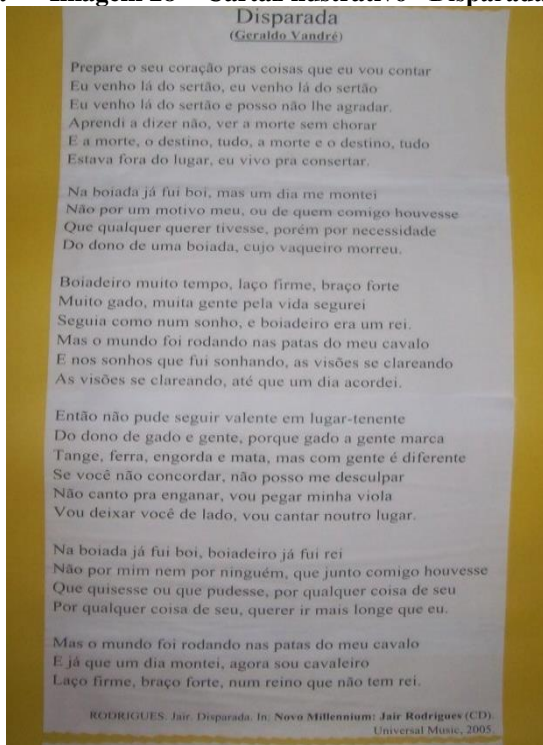 Imagem 28 - Cartaz ilustrativo "Disparada
Disparada
(Geraldo Vandré)
Prepare o seu coração pras coisas que eu vou contar
Eu venho lá do sertão, eu venho lá do sertão
Eu venho lá do sertão e posso não lhe agradar.
Aprendi a dizer não, ver a morte sem chorar
E a morte, o destino, tudo, a morte e o destino, tudo
Estava fora do lugar, eu vivo pra consertar.
Na boiada já fui boi, mas um dia me montei
Não por um motivo meu, ou de quem comigo houvesse
Que qualquer querer tivesse, porém por necessidade
Do dono de uma boiada, cujo vaqueiro morreu.
Boiadeiro muito tempo, laço firme, braço forte
Muito gado, muita gente pela vida segurei
Seguia como num sonho, e boiadeiro era um rei.
Mas o mundo foi rodando nas patas do meu cavalo
E nos sonhos que fui sonhando, as visões se clareando
As visões se clareando, até que um dia acordei.
Então não pude seguir valente em lugar-tenente
Do dono de gado e gente, porque gado a gente marca
Tange, ferra, engorda e mata, mas com gente é diferente
Se você não concordar, não posso me desculpar
Não canto pra enganar, vou pegar minha viola
Vou deixar você de lado, vou cantar noutro lugar.
Na boiada já fui boi, boiadeiro já fui rei
Não por mim nem por ninguém, que junto comigo houvesse
Que quisesse ou que pudesse, por qualquer coisa de seu
Por qualquer coisa de seu, querer ir mais longe que eu.
Mas o mundo foi rodando nas patas do meu cavalo
E já que um dia montei, agora sou cavaleiro
Laço firme, braço forte, num reino que não tem rei.
RODRIGUES. Jair. Disparada. In: Novo Millennium: Jair Rodrigues (CD).
Universal Music, 2005.